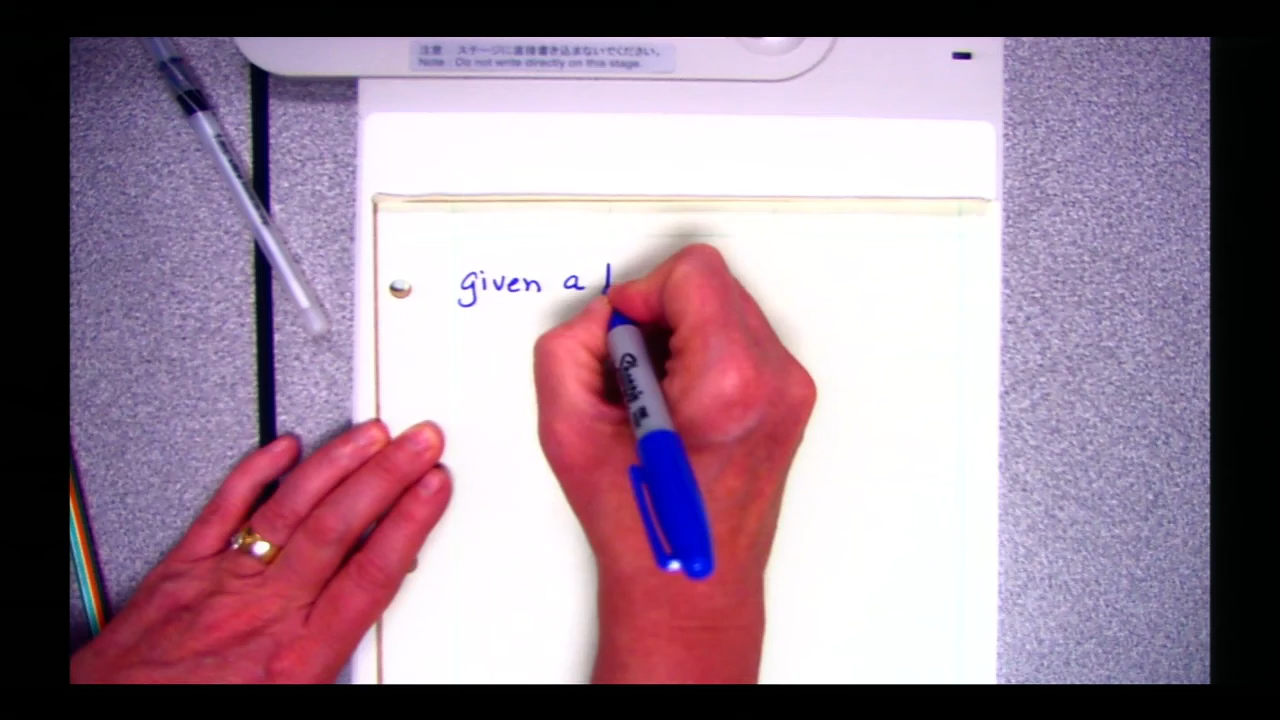 注意 : ステージに直接書き込まないでください。
Note : Do not write directly on this stage.
given a
Sharpie